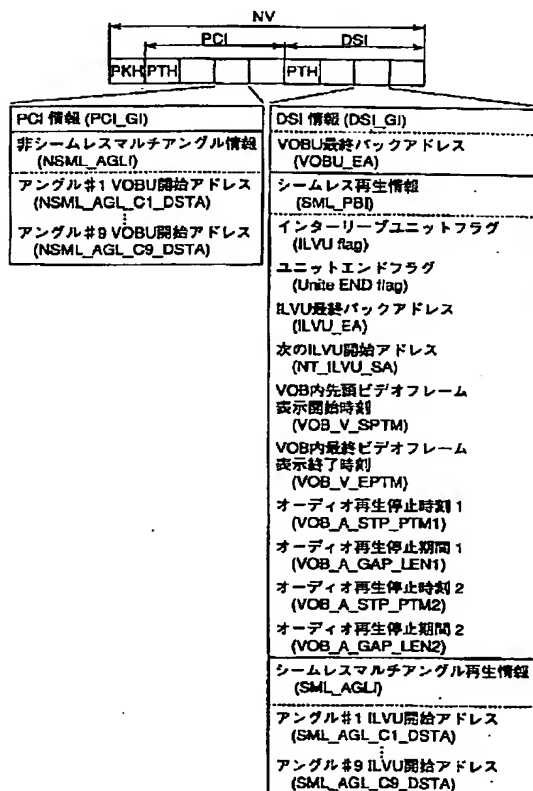 NV
PCI
DSI
PKH PTH PTH
PCI 情報 (PCI_GI)
非シームレスマルチアングル情報
(NSML_AGLI)
アングル#1 VOBU開始アドレス
(NSML_AGL_C1_DSTA)
アングル#9 VOBU開始アドレス
(NSML_AGL_C9_DSTA)
DSI 情報 (DSI_GI)
VOBU最終パックアドレス
(VOBU_EA)
シームレス再生情報
(SML_PBI)
インターリーブユニットフラグ
(ILVU flag)
ユニットエンドフラグ
(Unite END flag)
ILVU最終パックアドレス
(ILVU_EA)
次のILVU開始アドレス
(NT_ILVU_SA)
VOB内先頭ビデオフレーム
表示開始時刻
(VOB_V_SPTM)
VOB内最終ビデオフレーム
表示終了時刻
(VOB_V_EPTM)
オーディオ再生停止時刻 1
(VOB_A_STP_PTM1)
オーディオ再生停止期間 1
(VOB_A_GAP_LEN1)
オーディオ再生停止時刻 2
(VOB_A_STP_PTM2)
オーディオ再生停止期間 2
(VOB_A_GAP_LEN2)
シームレスマルチアングル再生情報
(SML_AGLI)
アングル#1 ILVU開始アドレス
(SML_AGL_C1_DSTA)
アングル#9 ILVU開始アドレス
(SML_AGL_C9_DSTA)